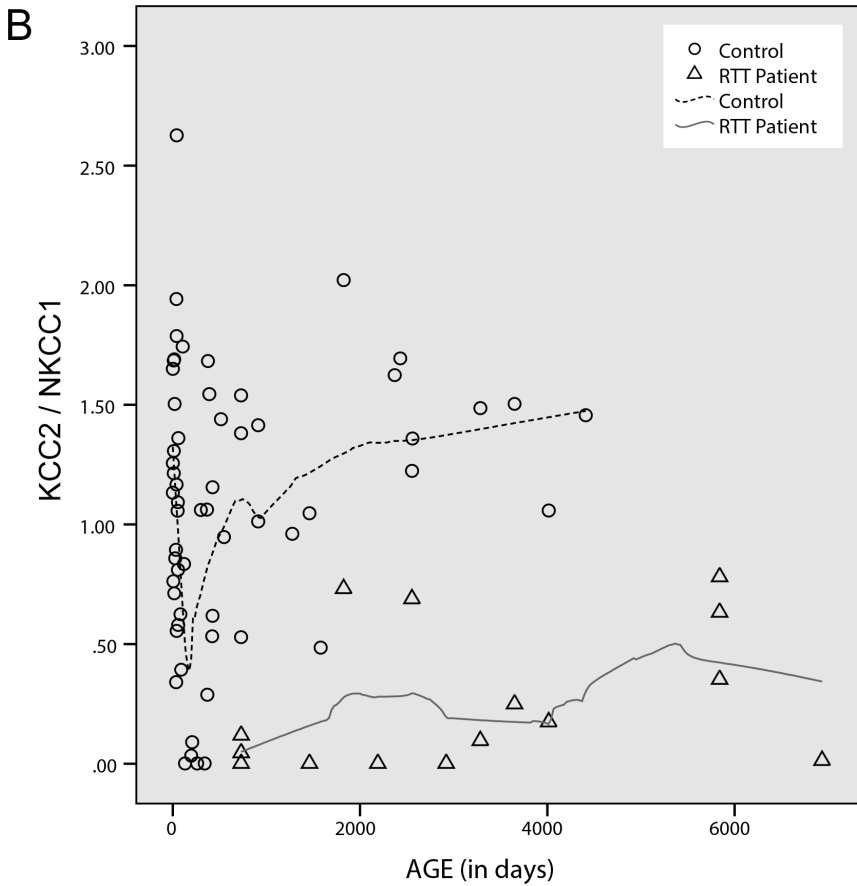 B
3.00
2.50
2.00
1.50
1.00
.50
.00
KCC2 / NKCC1
Control
RTT Patient
Control
RTT Patient
0
2000
4000
6000
AGE (in days)